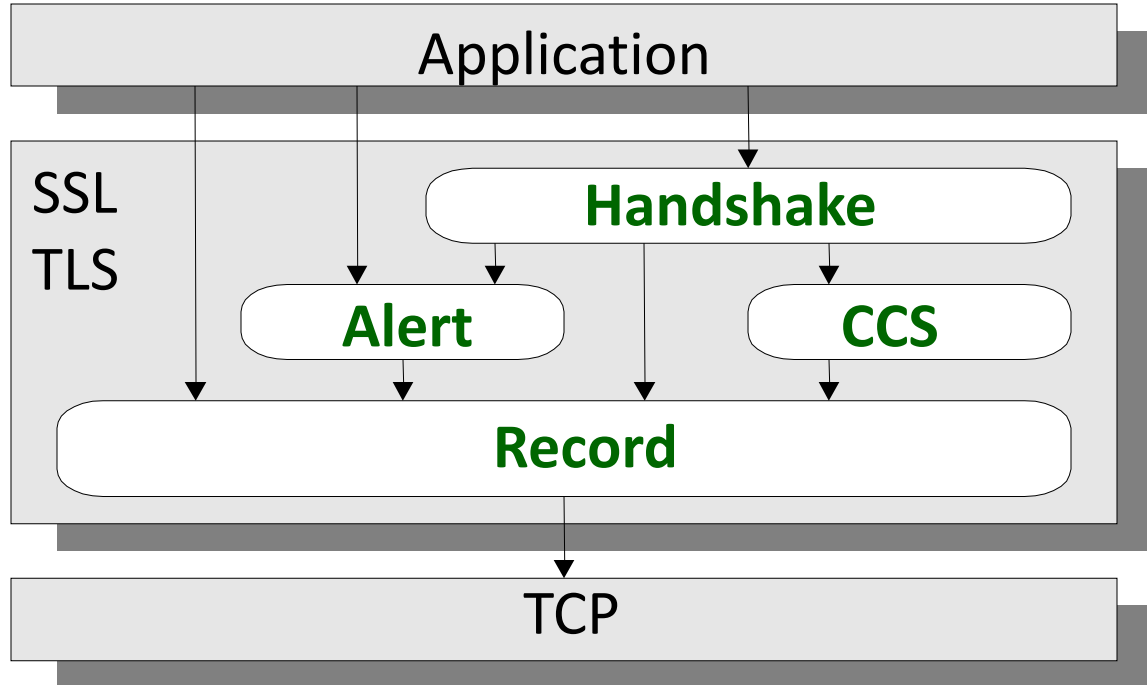 Application
SSL
TLS
Handshake
Alert
CCS
Record
TCP